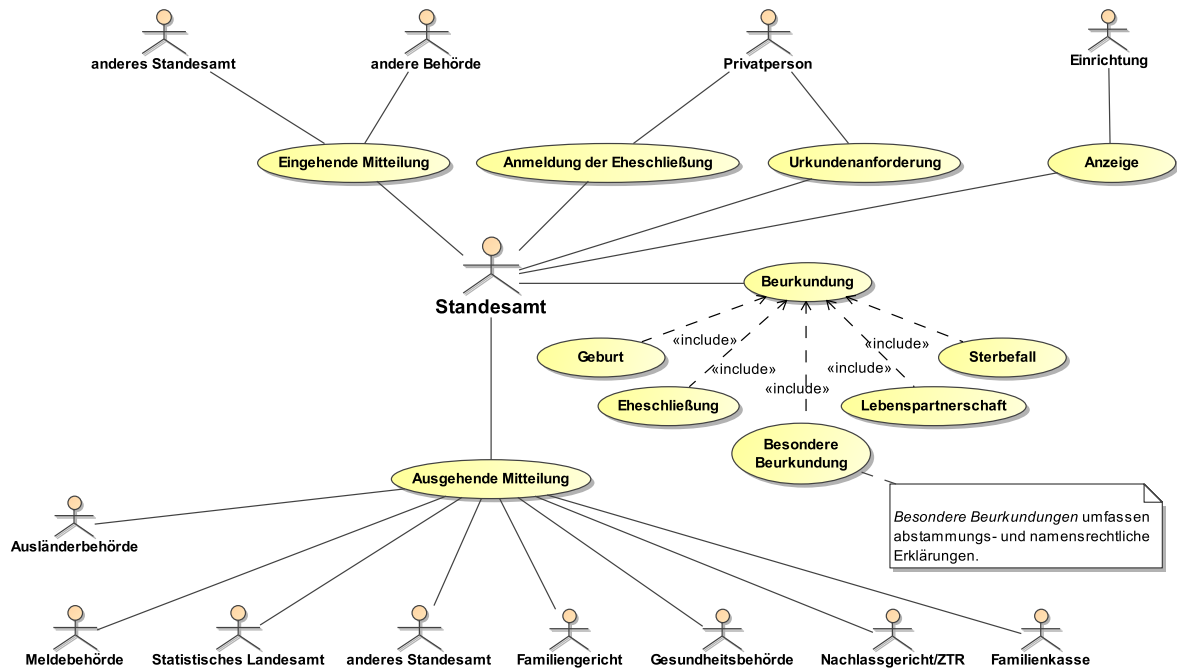 anderes Standesamt
andere Behörde
Privatperson
Einrichtung
Eingehende Mitteilung
Anmeldung der Eheschließung
Urkundenanforderung
Anzeige
Standesamt
Beurkundung
«include»
«include»
«include»
«include»
«include»
Geburt
Sterbefall
Eheschließung
Lebenspartnerschaft
Besondere
Beurkundung
Besondere Beurkundungen umfassen
abstammungs- und namensrechtliche
Erklärungen.
Ausgehende Mitteilung
Ausländerbehörde
Meldebehörde
Statistisches Landesamt
anderes Standesamt
Familiengericht
Gesundheitsbehörde
Nachlassgericht/ZTR
Familienkasse